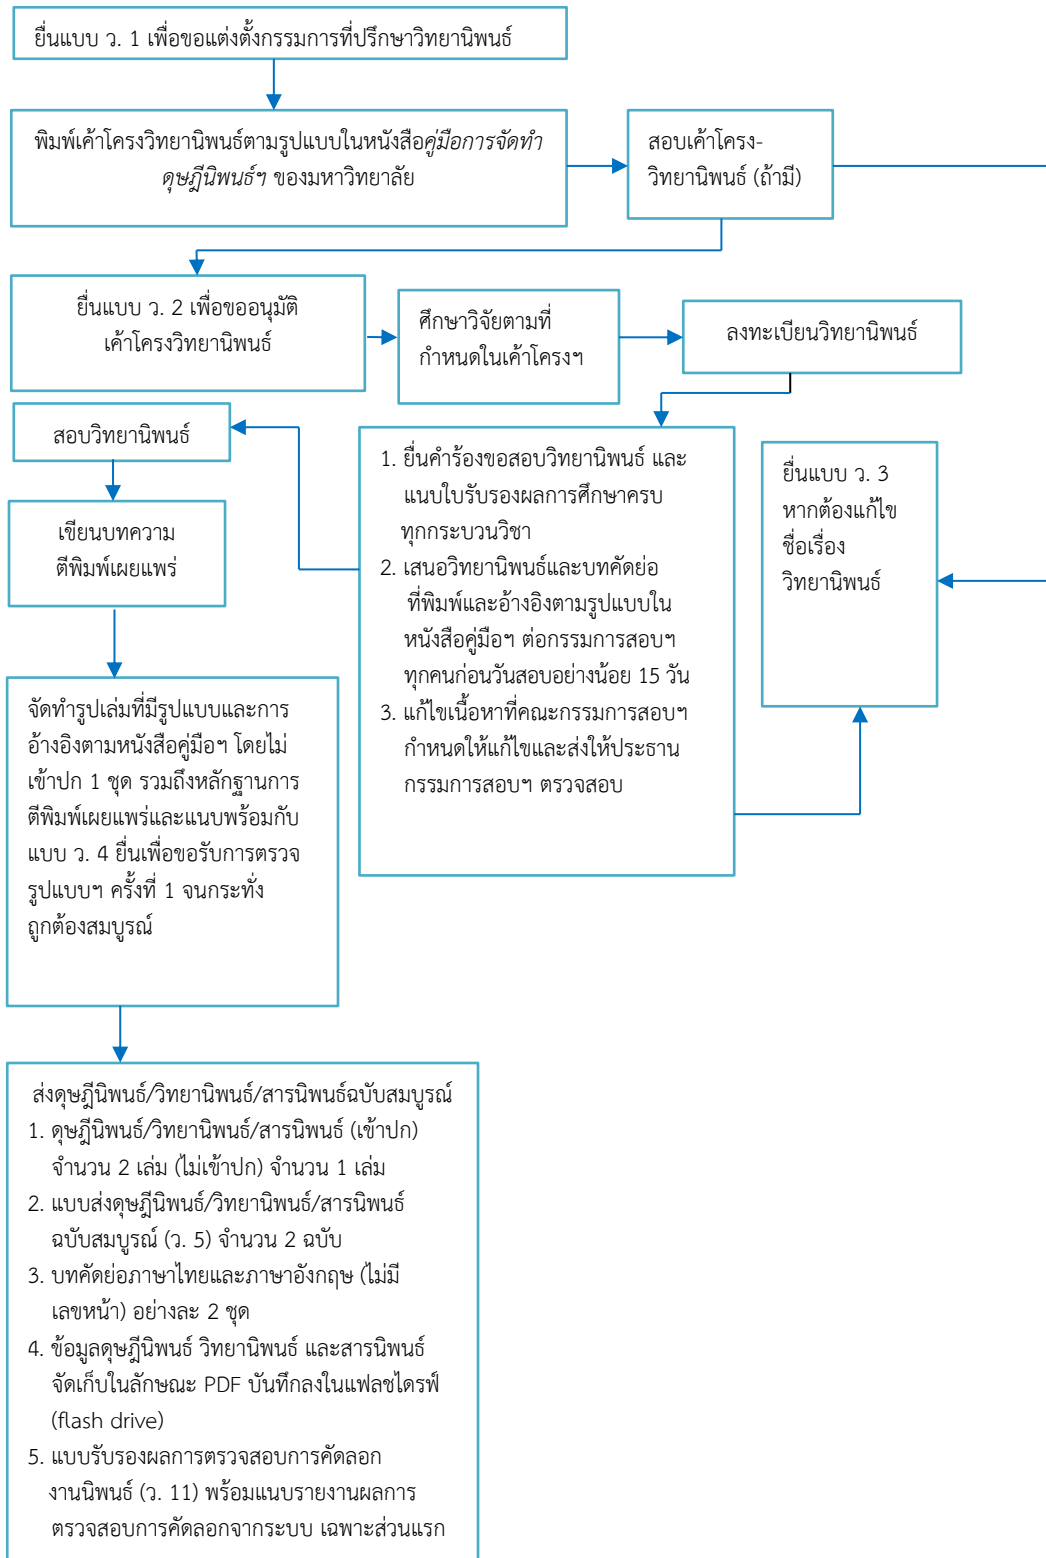 ยื่นแบบ ว. 1 เพื่อขอแต่งตั้งกรรมการที่ปรึกษาวิทยานิพนธ์
พิมพ์เค้าโครงวิทยานิพนธ์ตามรูปแบบในหนังสือคู่มือการจัดทำ
ดุษฎีนิพนธ์ฯ ของมหาวิทยาลัย
สอบเค้าโครง-
วิทยานิพนธ์ (ถ้ามี)
ยื่นแบบ ว. 2 เพื่อขออนุมัติ
เค้าโครงวิทยานิพนธ์
ศึกษาวิจัยตามที่
กำหนดในเค้าโครงฯ
ลงทะเบียนวิทยานิพนธ์
สอบวิทยานิพนธ์
เขียนบทความ
ตีพิมพ์เผยแพร่
1. ยื่นคำร้องขอสอบวิทยานิพนธ์ และ
แนบใบรับรองผลการศึกษาครบ
ทุกกระบวนวิชา
2. เสนอวิทยานิพนธ์และบทคัดย่อ
ที่พิมพ์และอ้างอิงตามรูปแบบใน
หนังสือคู่มือฯ ต่อกรรมการสอบฯ
ทุกคนก่อนวันสอบอย่างน้อย 15 วัน
3. แก้ไขเนื้อหาที่คณะกรรมการสอบฯ
กำหนดให้แก้ไขและส่งให้ประธาน
กรรมการสอบฯ ตรวจสอบ
ยื่นแบบ ว. 3
หากต้องแก้ไข
ชื่อเรื่อง
วิทยานิพนธ์
จัดทำรูปเล่มที่มีรูปแบบและการ
อ้างอิงตามหนังสือคู่มือฯ โดยไม่
เข้าปก 1 ชุด รวมถึงหลักฐานการ
ตีพิมพ์เผยแพร่และแนบพร้อมกับ
แบบ ว. 4 ยื่นเพื่อขอรับการตรวจ
รูปแบบฯ ครั้งที่ 1 จนกระทั่ง
ถูกต้องสมบูรณ์
ส่งดุษฎีนิพนธ์/วิทยานิพนธ์/สารนิพนธ์ฉบับสมบูรณ์
1. ดุษฎีนิพนธ์/วิทยานิพนธ์/สารนิพนธ์ (เข้าปก)
จำนวน 2 เล่ม (ไม่เข้าปก) จำนวน 1 เล่ม
2. แบบส่งดุษฎีนิพนธ์/วิทยานิพนธ์/สารนิพนธ์
ฉบับสมบูรณ์ (ว. 5) จำนวน 2 ฉบับ
3. บทคัดย่อภาษาไทยและภาษาอังกฤษ (ไม่มี
เลขหน้า) อย่างละ 2 ชุด
4. ข้อมูลดุษฎีนิพนธ์ วิทยานิพนธ์ และสารนิพนธ์
จัดเก็บในลักษณะ PDF บันทึกลงในแฟลชไดรฟ์
(flash drive)
5. แบบรับรองผลการตรวจสอบการคัดลอก
งานนิพนธ์ (ว. 11) พร้อมแนบรายงานผลการ
ตรวจสอบการคัดลอกจากระบบ เฉพาะส่วนแรก